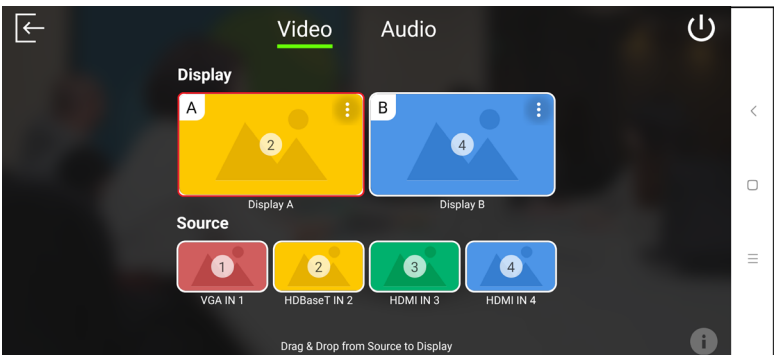 Video Audio
Display
A B
2 4
Display A Display B
Source
1 2 3 4
VGA IN 1 HDBaseT IN 2 HDMI IN 3 HDMI IN 4
Drag & Drop from Source to Display
i